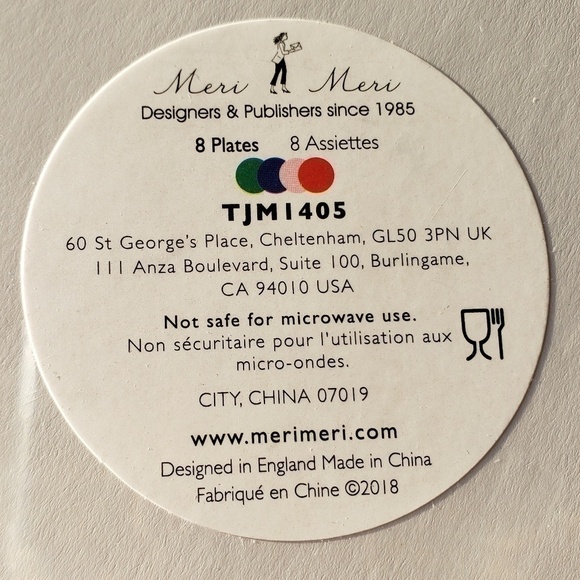 Meri Meri
Designers & Publishers since 1985
8 Plates 8 Assiettes
TJM1405
60 St George's Place, Cheltenham, GL50 3PN UK
111 Anza Boulevard, Suite 100, Burlingame,
CA 94010 USA
Not safe for microwave use.
Non sécuritaire pour l'utilisation aux
micro-ondes.
CITY, CHINA 07019
www.merimeri.com
Designed in England Made in China
Fabriqué en Chine ©2018